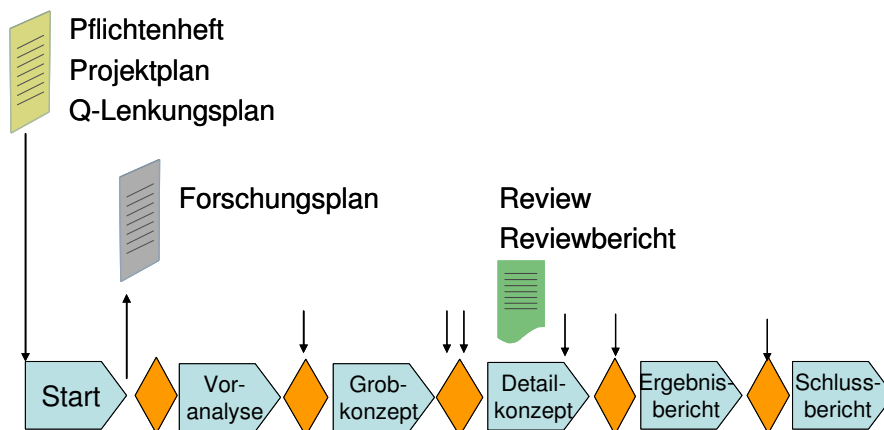 Pflichtenheft
Projektplan
Q-Lenkungsplan
Forschungsplan
Review
Reviewbericht
Start
Vor-
analyse
Grob-
konzept
Detail-
konzept
Ergebnis-
bericht
Schluss-
bericht